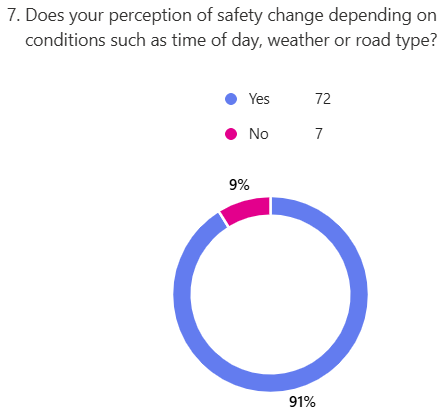 7. Does your perception of safety change depending on
conditions such as time of day, weather or road type?
Yes 72
No 7
9%
91%